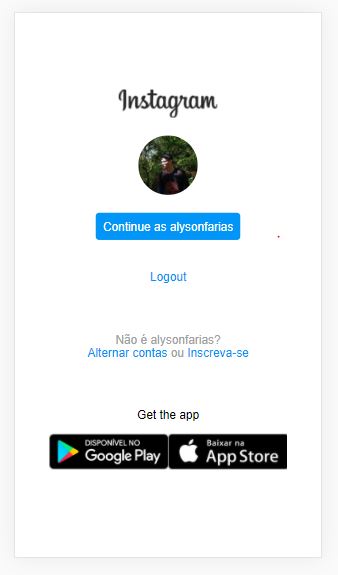 Instagram
Continue as alysonfarias
Logout
Não é alysonfarias?
Alternar contas ou Inscreva-se
Get the app
DISPONÍVEL NO
Google Play
Baixar na
App Store